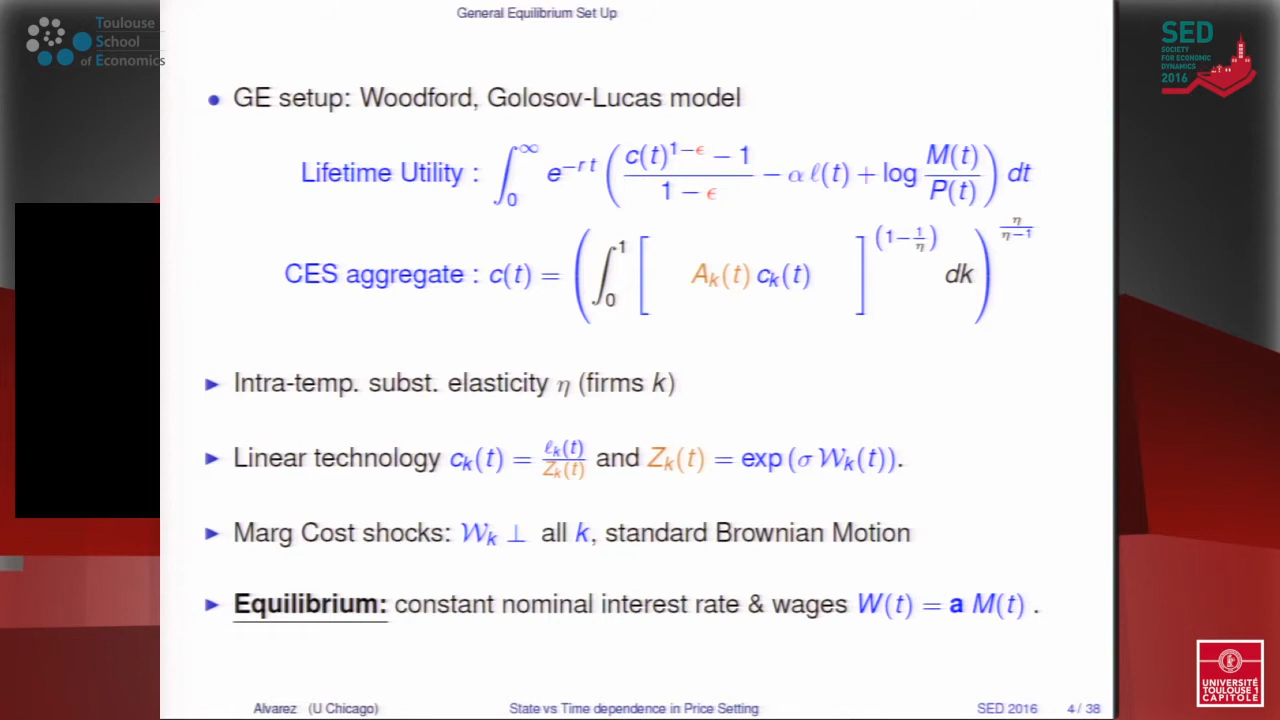 General Equilibrium Set Up
Toulouse
School
of Economics
SED
SOCIETY
FOR ECONOMIC
DYNAMICS
2016
• GE setup: Woodford, Golosov-Lucas model
Lifetime Utility : ∫₀^∞ e^{−r t} ( (c(t)^{1−ϵ} − 1)/(1 − ϵ) − α ℓ(t) + log M(t)/P(t) ) dt
CES aggregate : c(t) = ( ∫₀¹ [ A_k(t) c_k(t) ]^{(1−1/η)} dk )^{η/(η−1)}
► Intra-temp. subst. elasticity η (firms k)
► Linear technology c_k(t) = ℓ_k(t)/Z_k(t) and Z_k(t) = exp (σ W_k(t)).
► Marg Cost shocks: W_k ⊥ all k, standard Brownian Motion
► Equilibrium: constant nominal interest rate & wages W(t) = a M(t) .
Alvarez (U Chicago) State vs Time dependence in Price Setting SED 2016 4 / 38
UNIVERSITÉ
TOULOUSE 1
CAPITOLE